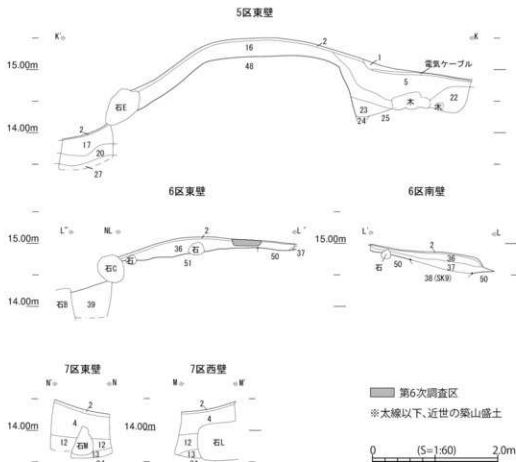 5区東壁
K' K
2
16
1
電気ケーブル
15.00m
5
48
石E
木
22
木
23
24
25
14.00m
2
17
20
27
6区東壁
6区南壁
L" NL L' L' L
2
15.00m
36
石
石
37
50
51
石C
石B
39
14.00m
15.00m
2
36
37
石
50
38(SK9)
50
7区東壁
7区西壁
N' N M M'
2
4
12
石M
12
13
14.00m
2
4
12
13
石L
14.00m
第6次調査区
※太線以下、近世の築山盛土
0 (S=1:60) 2.0m